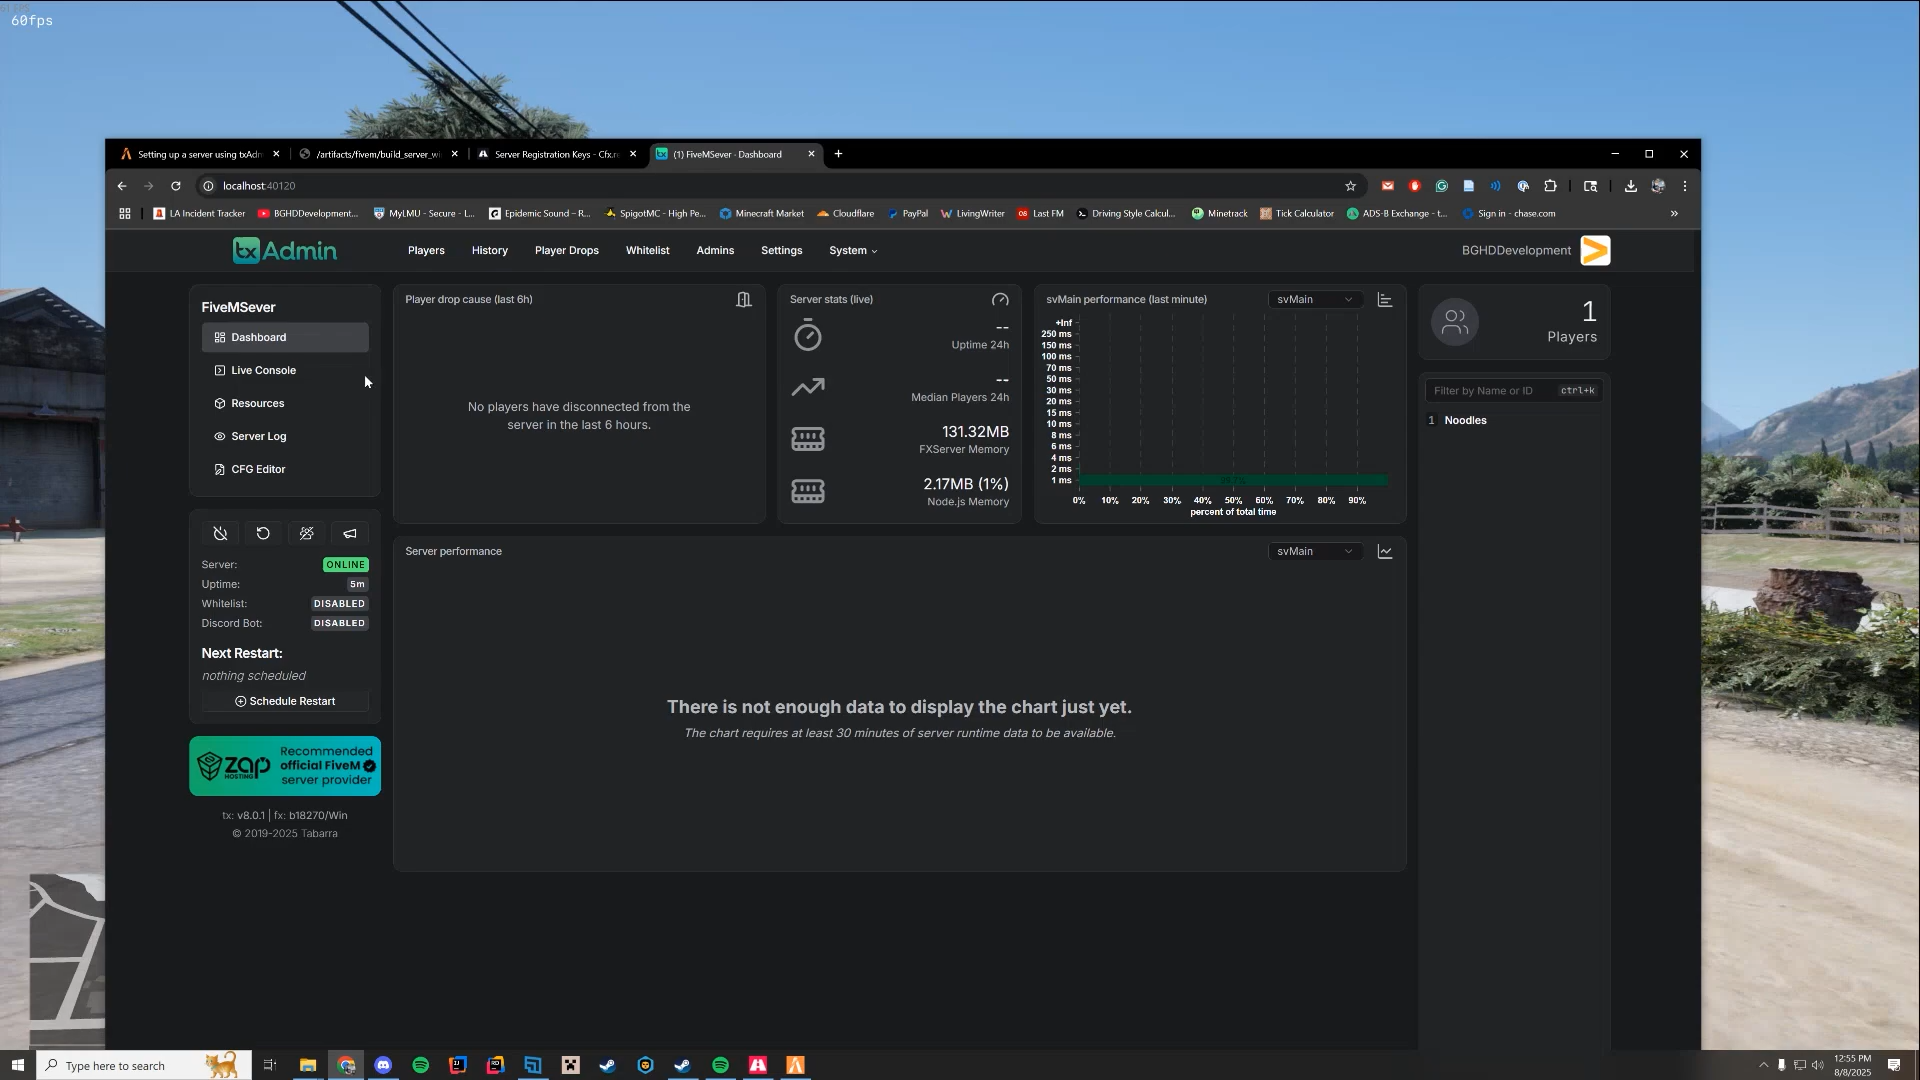 60fps
Setting up a server using txAdm
/artifacts/fivem/build_server_wi
Server Registration Keys - Cfx.re
(1) FiveMSever - Dashboard
localhost:40120
LA Incident Tracker
BGHDDevelopment...
MyLMU - Secure - L...
Epidemic Sound – R...
SpigotMC - High Pe...
Minecraft Market
Cloudflare
PayPal
LivingWriter
Last FM
Driving Style Calcul...
Minetrack
Tick Calculator
ADS-B Exchange - t...
Sign in - chase.com
tx Admin
Players
History
Player Drops
Whitelist
Admins
Settings
System
BGHDDevelopment
FiveMSever
Dashboard
Live Console
Resources
Server Log
CFG Editor
Server: ONLINE
Uptime: 5m
Whitelist: DISABLED
Discord Bot: DISABLED
Next Restart:
nothing scheduled
Schedule Restart
ZAP HOSTING
Recommended
official FiveM
server provider
tx: v8.0.1 | fx: b18270/Win
© 2019-2025 Tabarra
Player drop cause (last 6h)
No players have disconnected from the
server in the last 6 hours.
Server stats (live)
--
Uptime 24h
--
Median Players 24h
131.32MB
FXServer Memory
2.17MB (1%)
Node.js Memory
svMain performance (last minute)
svMain
+Inf
250 ms
150 ms
100 ms
70 ms
50 ms
30 ms
20 ms
15 ms
10 ms
8 ms
6 ms
4 ms
2 ms
1 ms
0% 10% 20% 30% 40% 50% 60% 70% 80% 90%
percent of total time
Server performance
svMain
There is not enough data to display the chart just yet.
The chart requires at least 30 minutes of server runtime data to be available.
1
Players
Filter by Name or ID ctrl+k
1 Noodles
Type here to search
12:55 PM
8/8/2025